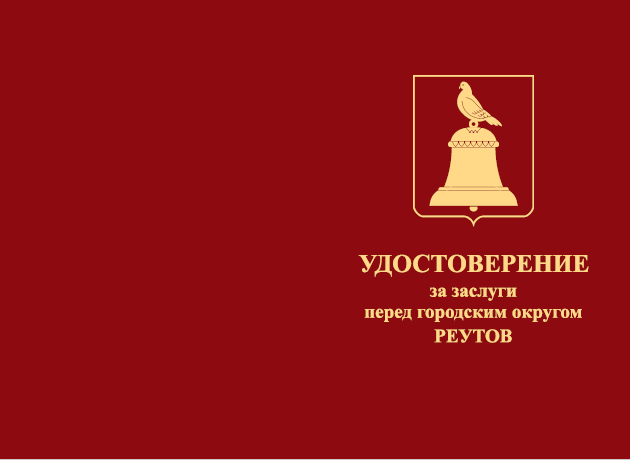 УДОСТОВЕРЕНИЕ
за заслуги
перед городским округом
РЕУТОВ